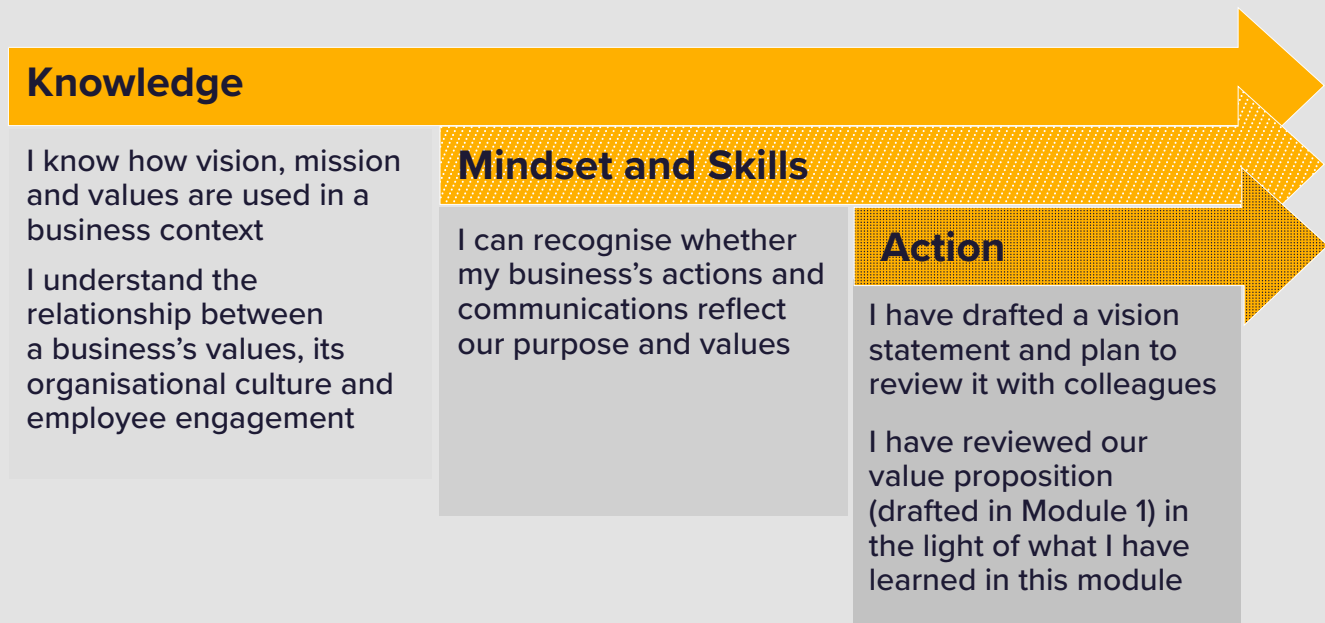 Knowledge
I know how vision, mission
and values are used in a
business context
I understand the
relationship between
a business’s values, its
organisational culture and
employee engagement
Mindset and Skills
I can recognise whether
my business’s actions and
communications reflect
our purpose and values
Action
I have drafted a vision
statement and plan to
review it with colleagues
I have reviewed our
value proposition
(drafted in Module 1) in
the light of what I have
learned in this module